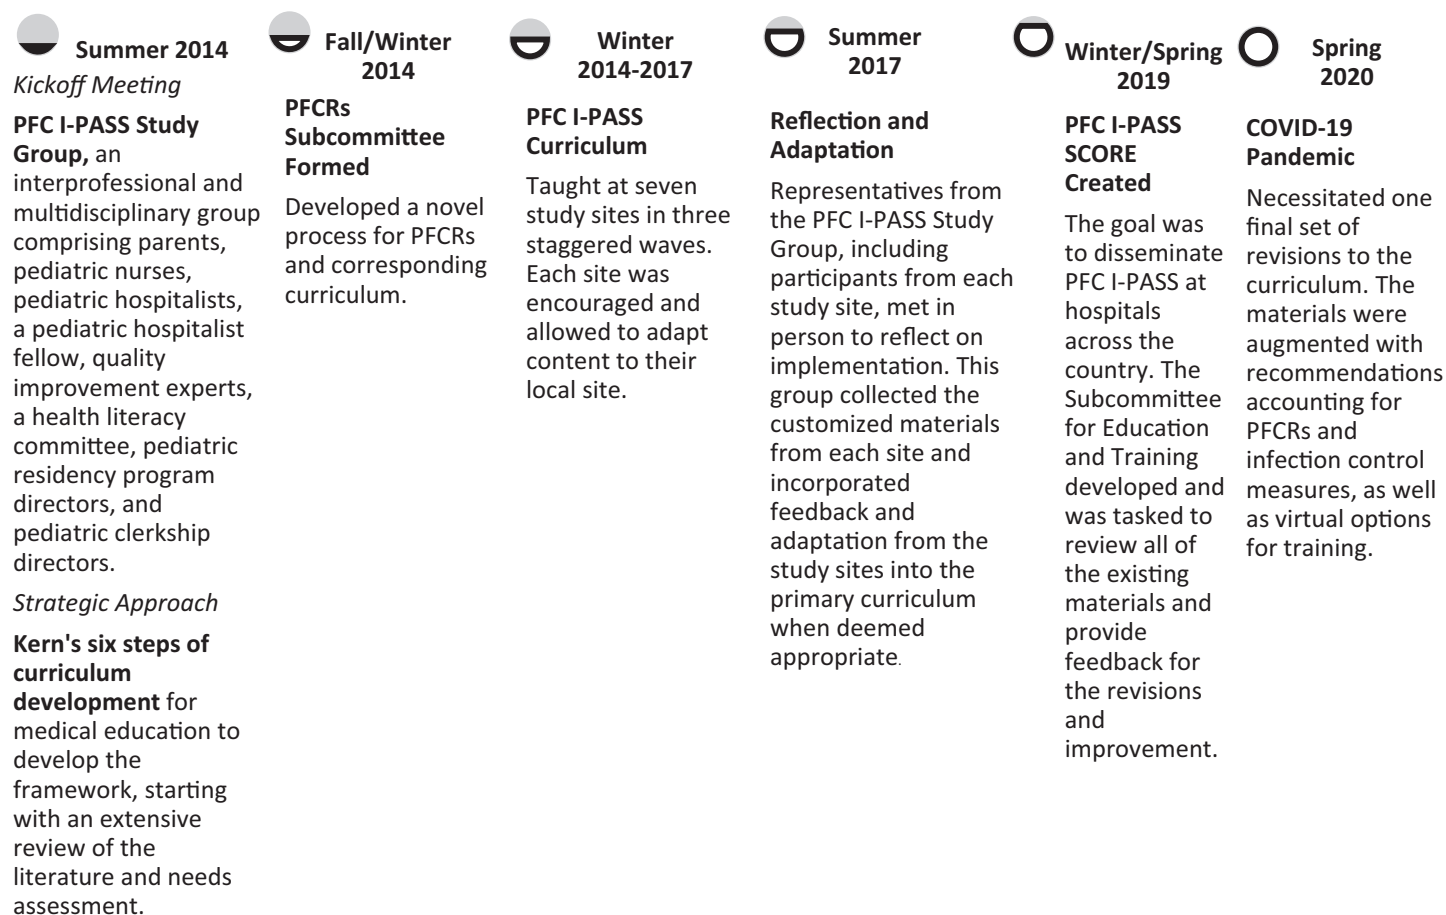 Summer 2014
Kickoff Meeting
PFC I-PASS Study
Group, an
interprofessional and
multidisciplinary group
comprising parents,
pediatric nurses,
pediatric hospitalists,
a pediatric hospitalist
fellow, quality
improvement experts,
a health literacy
committee, pediatric
residency program
directors, and
pediatric clerkship
directors.
Strategic Approach
Kern's six steps of
curriculum
development for
medical education to
develop the
framework, starting
with an extensive
review of the
literature and needs
assessment.
Fall/Winter
2014
PFCRs
Subcommittee
Formed
Developed a novel
process for PFCRs
and corresponding
curriculum.
Winter
2014-2017
PFC I-PASS
Curriculum
Taught at seven
study sites in three
staggered waves.
Each site was
encouraged and
allowed to adapt
content to their
local site.
Summer
2017
Reflection and
Adaptation
Representatives from
the PFC I-PASS Study
Group, including
participants from each
study site, met in
person to reflect on
implementation. This
group collected the
customized materials
from each site and
incorporated
feedback and
adaptation from the
study sites into the
primary curriculum
when deemed
appropriate.
Winter/Spring
2019
PFC I-PASS
SCORE
Created
The goal was
to disseminate
PFC I-PASS at
hospitals
across the
country. The
Subcommittee
for Education
and Training
developed and
was tasked to
review all of
the existing
materials and
provide
feedback for
the revisions
and
improvement.
Spring
2020
COVID-19
Pandemic
Necessitated one
final set of
revisions to the
curriculum. The
materials were
augmented with
recommendations
accounting for
PFCRs and
infection control
measures, as well
as virtual options
for training.